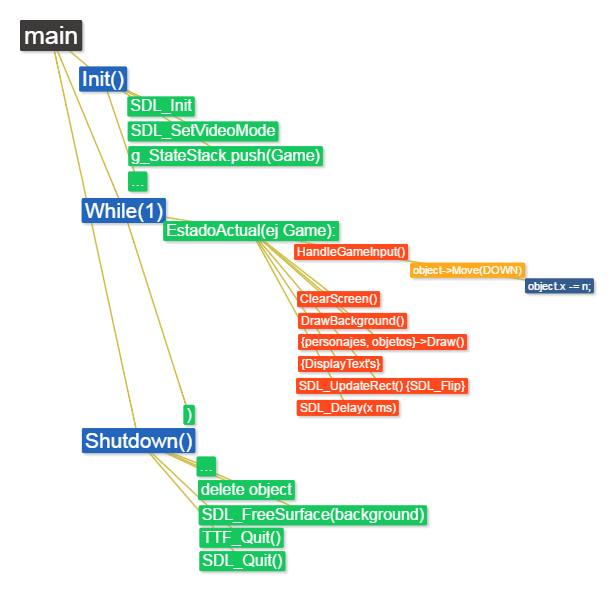 main
Init()
SDL_Init
SDL_SetVideoMode
g_StateStack.push(Game)
...
While(1)
EstadoActual(ej Game):
HandleGameInput()
object->Move(DOWN)
object.x -= n;
ClearScreen()
DrawBackground()
{personajes, objetos}->Draw()
{DisplayText's}
SDL_UpdateRect() {SDL_Flip}
SDL_Delay(x ms)
)
Shutdown()
...
delete object
SDL_FreeSurface(background)
TTF_Quit()
SDL_Quit()